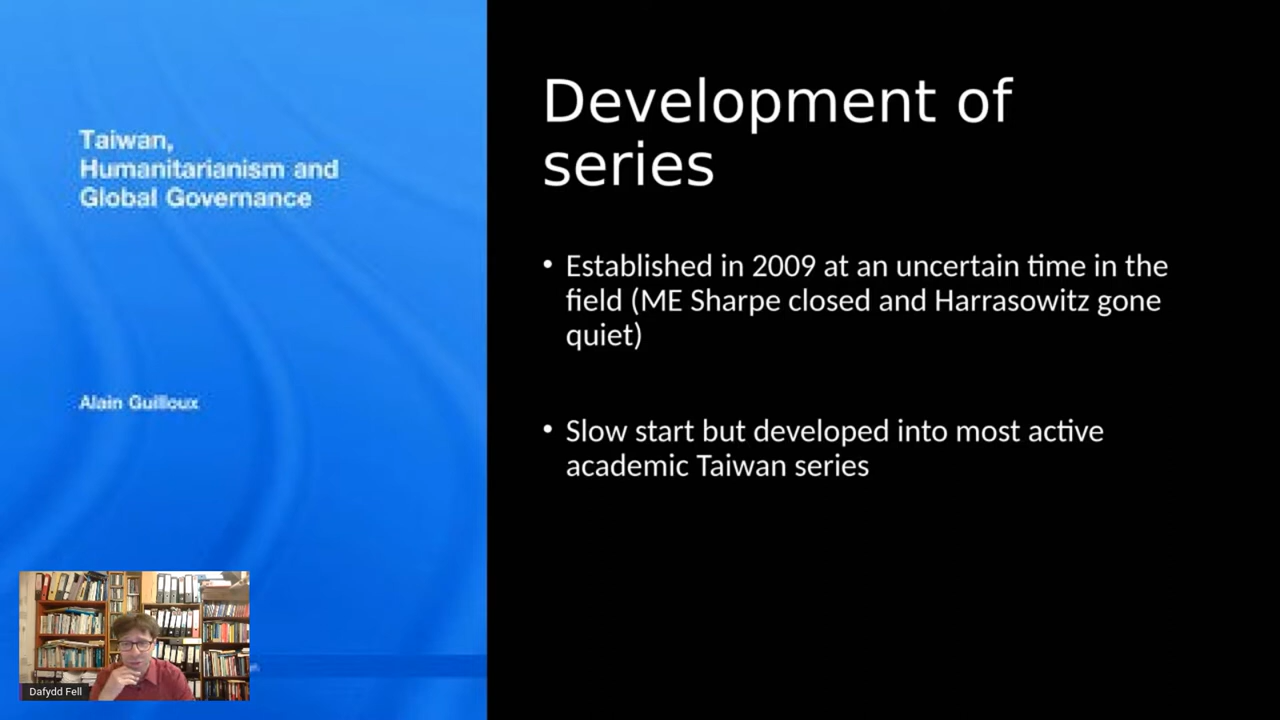 Taiwan,
Humanitarianism and
Global Governance
Alain Guilloux
Development of
series
• Established in 2009 at an uncertain time in the
field (ME Sharpe closed and Harrasowitz gone
quiet)
• Slow start but developed into most active
academic Taiwan series
Dafydd Fell